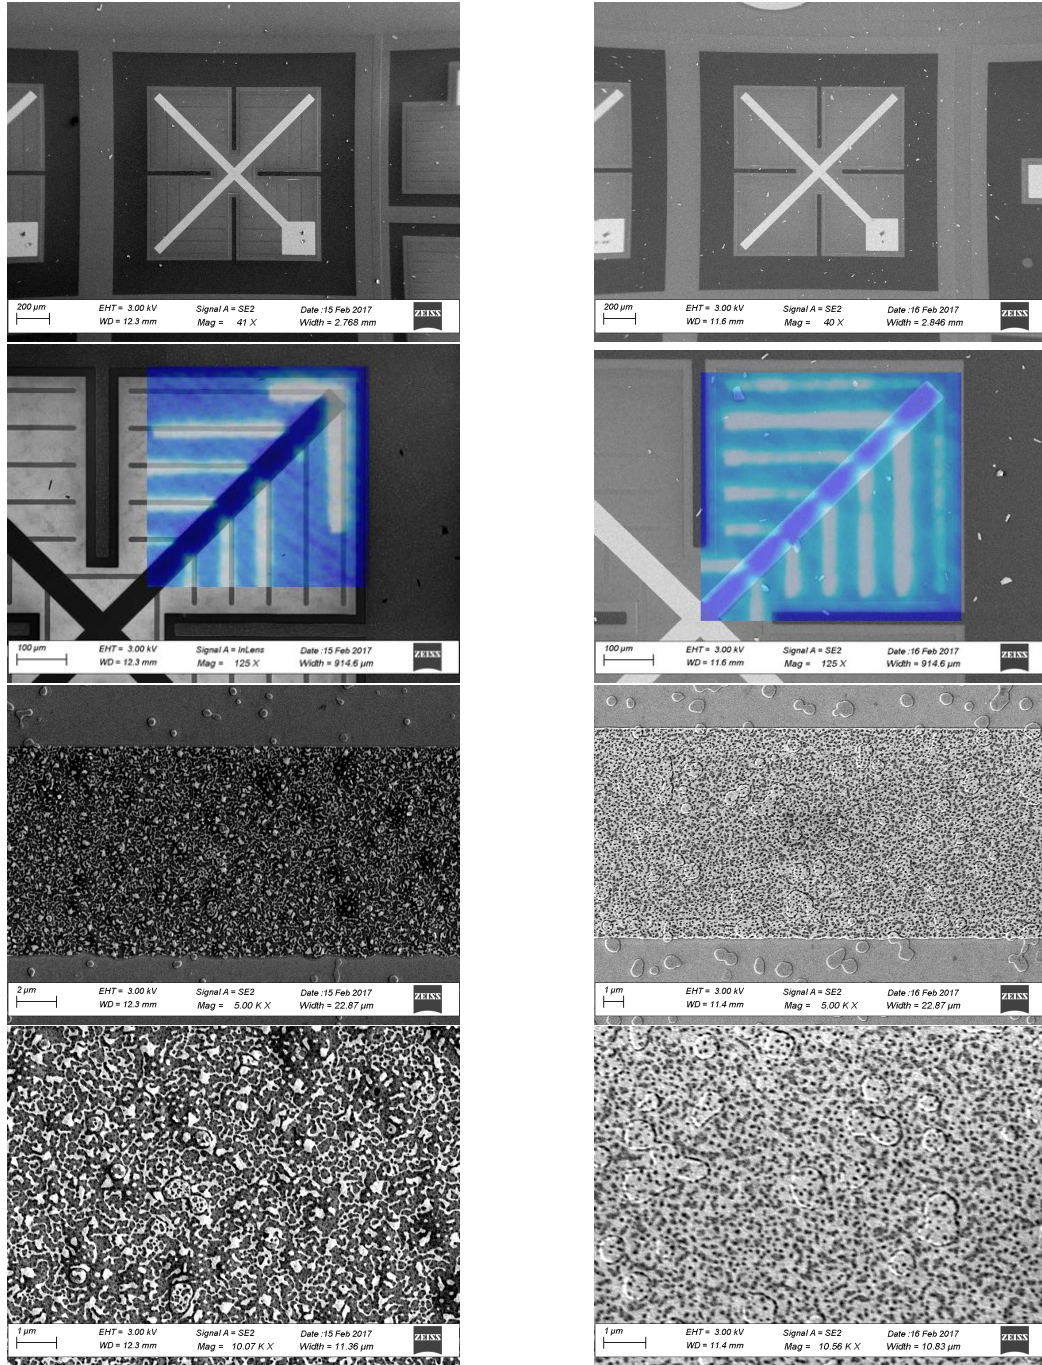 200 µm EHT = 3.00 kV Signal A = SE2 Date :15 Feb 2017 ZEISS
WD = 12.3 mm Mag = 41 X Width = 2.768 mm
200 µm EHT = 3.00 kV Signal A = SE2 Date :16 Feb 2017 ZEISS
WD = 11.6 mm Mag = 40 X Width = 2.846 mm
100 µm EHT = 3.00 kV Signal A = InLens Date :15 Feb 2017 ZEISS
WD = 12.3 mm Mag = 125 X Width = 914.6 µm
100 µm EHT = 3.00 kV Signal A = SE2 Date :16 Feb 2017 ZEISS
WD = 11.6 mm Mag = 125 X Width = 914.6 µm
2 µm EHT = 3.00 kV Signal A = SE2 Date :15 Feb 2017 ZEISS
WD = 12.3 mm Mag = 5.00 K X Width = 22.87 µm
1 µm EHT = 3.00 kV Signal A = SE2 Date :16 Feb 2017 ZEISS
WD = 11.4 mm Mag = 5.00 K X Width = 22.87 µm
1 µm EHT = 3.00 kV Signal A = SE2 Date :15 Feb 2017 ZEISS
WD = 12.3 mm Mag = 10.07 K X Width = 11.36 µm
1 µm EHT = 3.00 kV Signal A = SE2 Date :16 Feb 2017 ZEISS
WD = 11.4 mm Mag = 10.56 K X Width = 10.83 µm